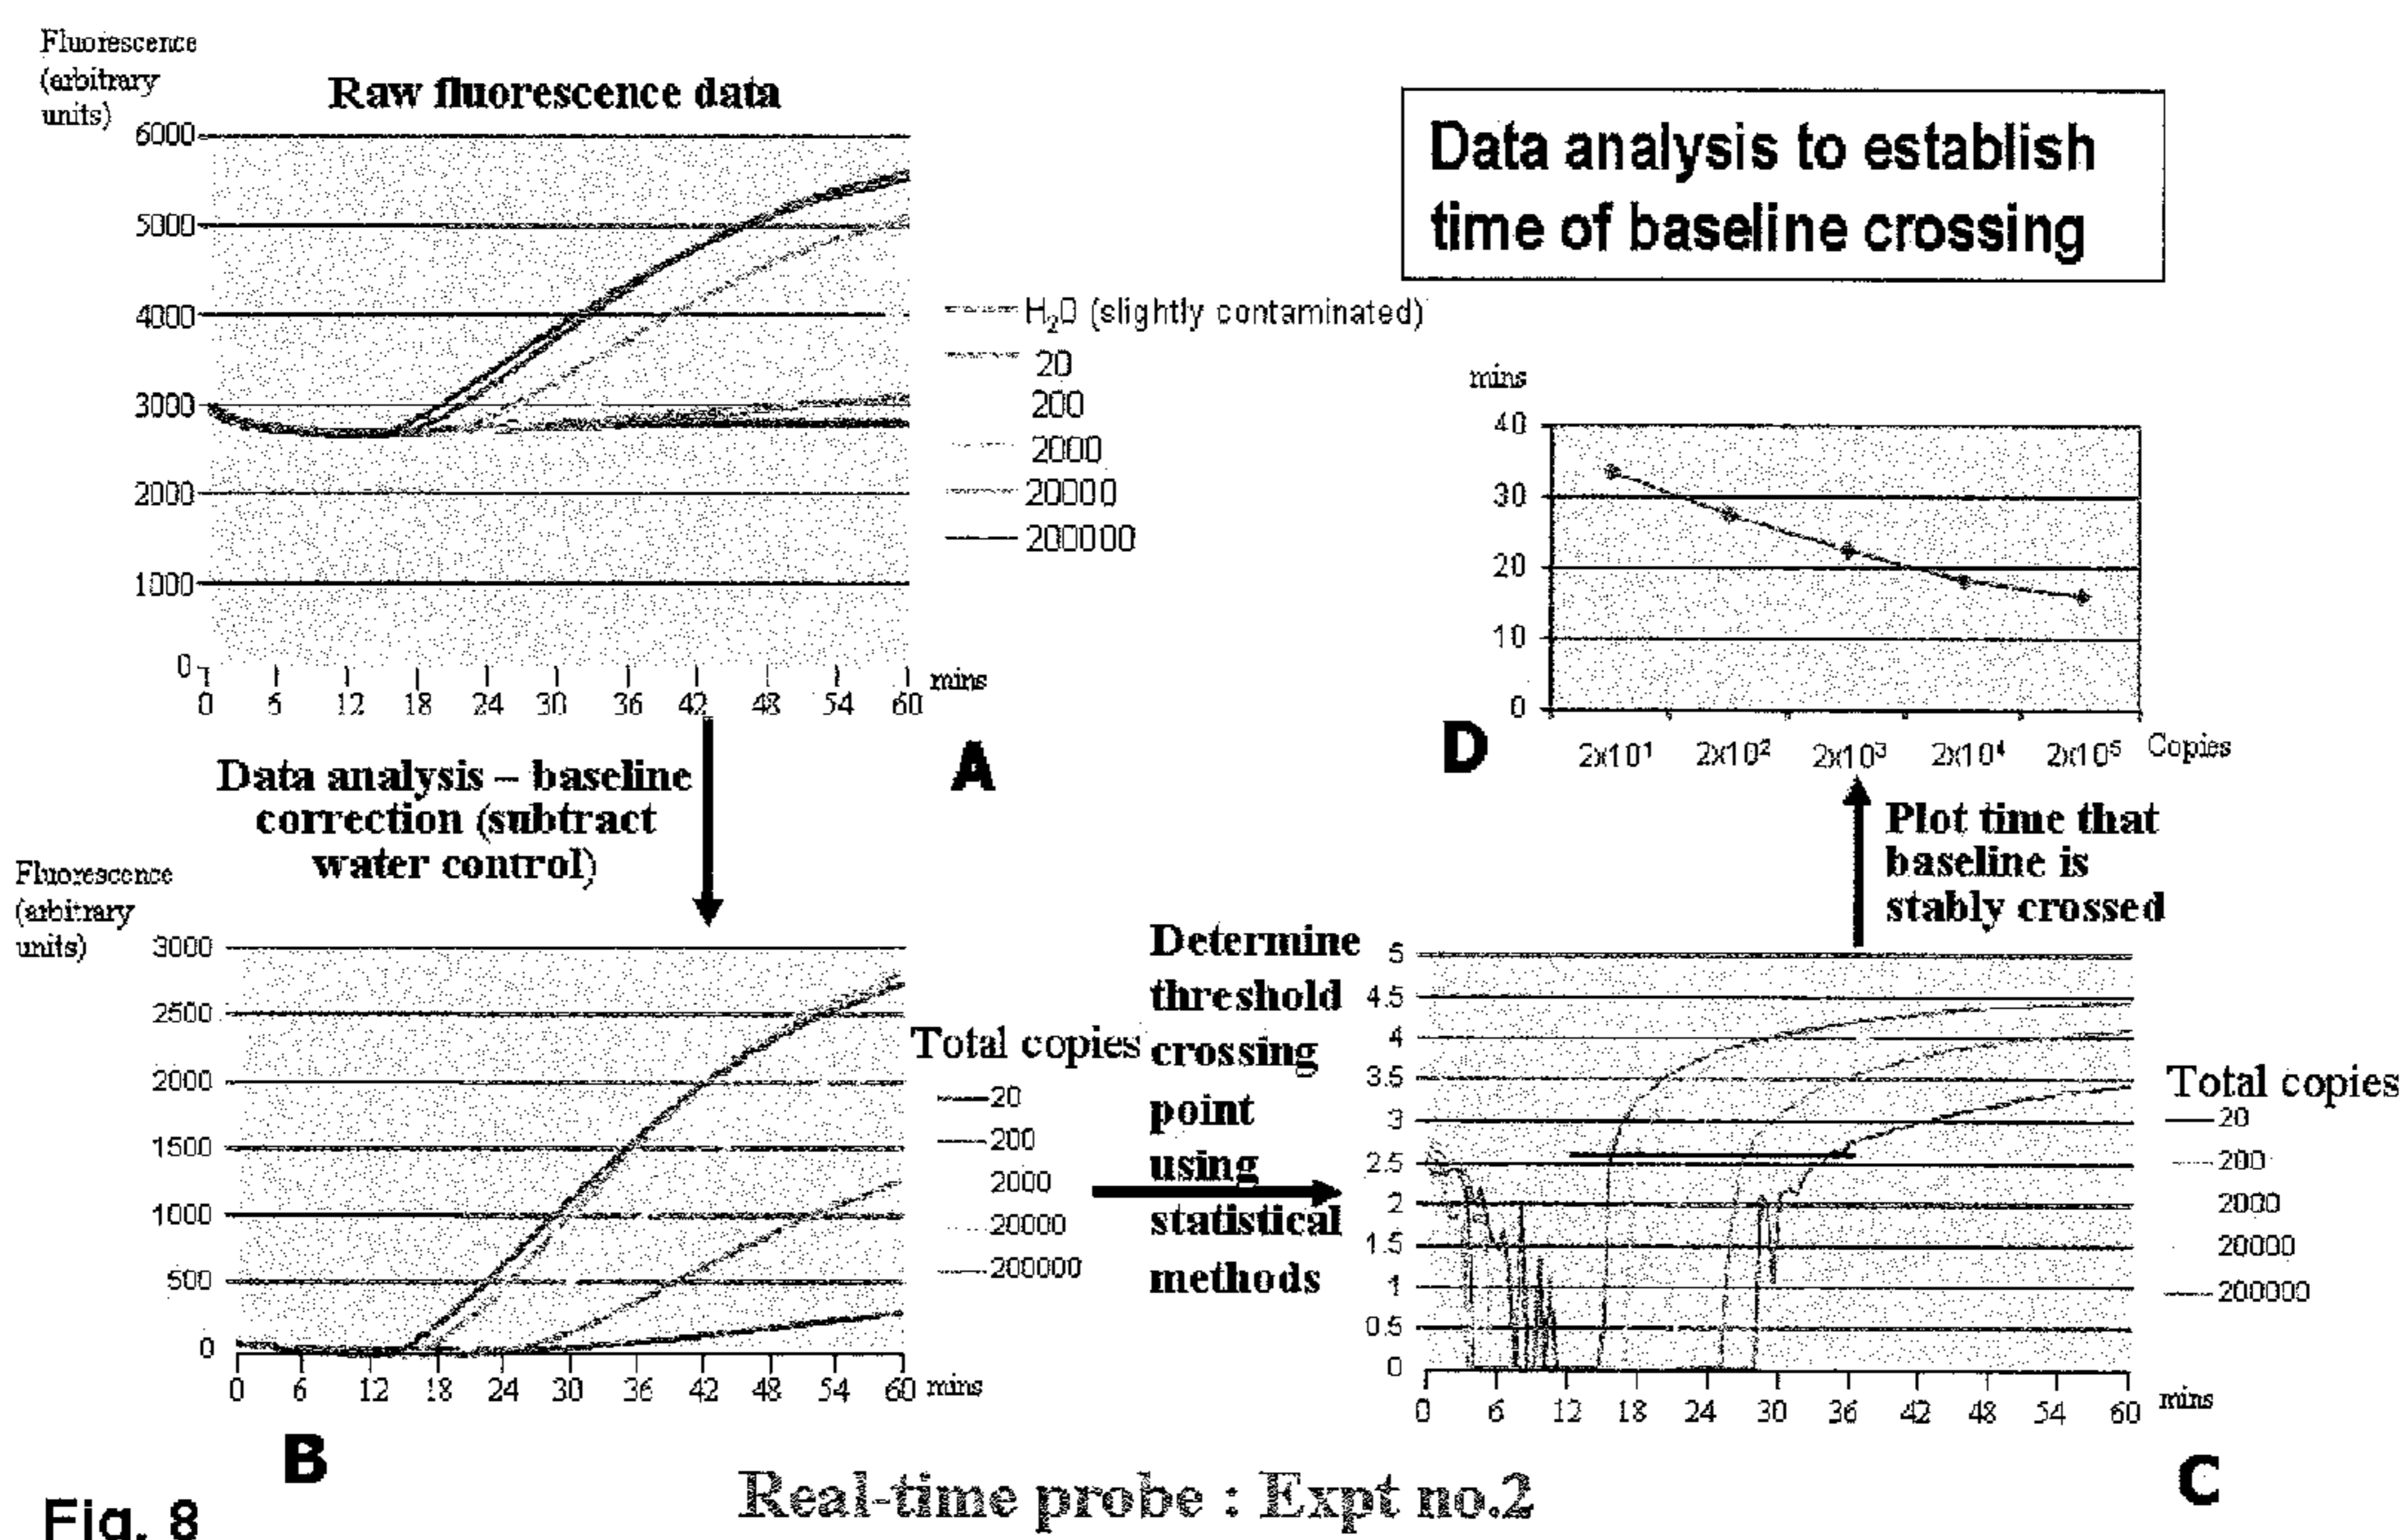 Fluorescence
(arbitrary
units)
Raw fluorescence data
6000
5000
4000
3000
2000
1000
0
0 6 12 18 24 30 36 42 48 54 60 mins
H₂O (slightly contaminated)
20
200
2000
20000
200000
A
Data analysis to establish
time of baseline crossing
mins
40
30
20
10
0
2x10¹ 2x10² 2x10³ 2x10⁴ 2x10⁵ Copies
D
Data analysis – baseline
correction (subtract
water control)
Plot time that
baseline is
stably crossed
Fluorescence
(arbitrary
units)
3000
2500
2000
1500
1000
500
0
0 6 12 18 24 30 36 42 48 54 60 mins
Total copies
20
200
2000
20000
200000
B
Determine
threshold
crossing
point
using
statistical
methods
5
4.5
4
3.5
3
2.5
2
1.5
1
0.5
0
0 6 12 18 24 30 36 42 48 54 60 mins
Total copies
20
200
2000
20000
200000
C
Real-time probe : Expt no.2
Fig. 8